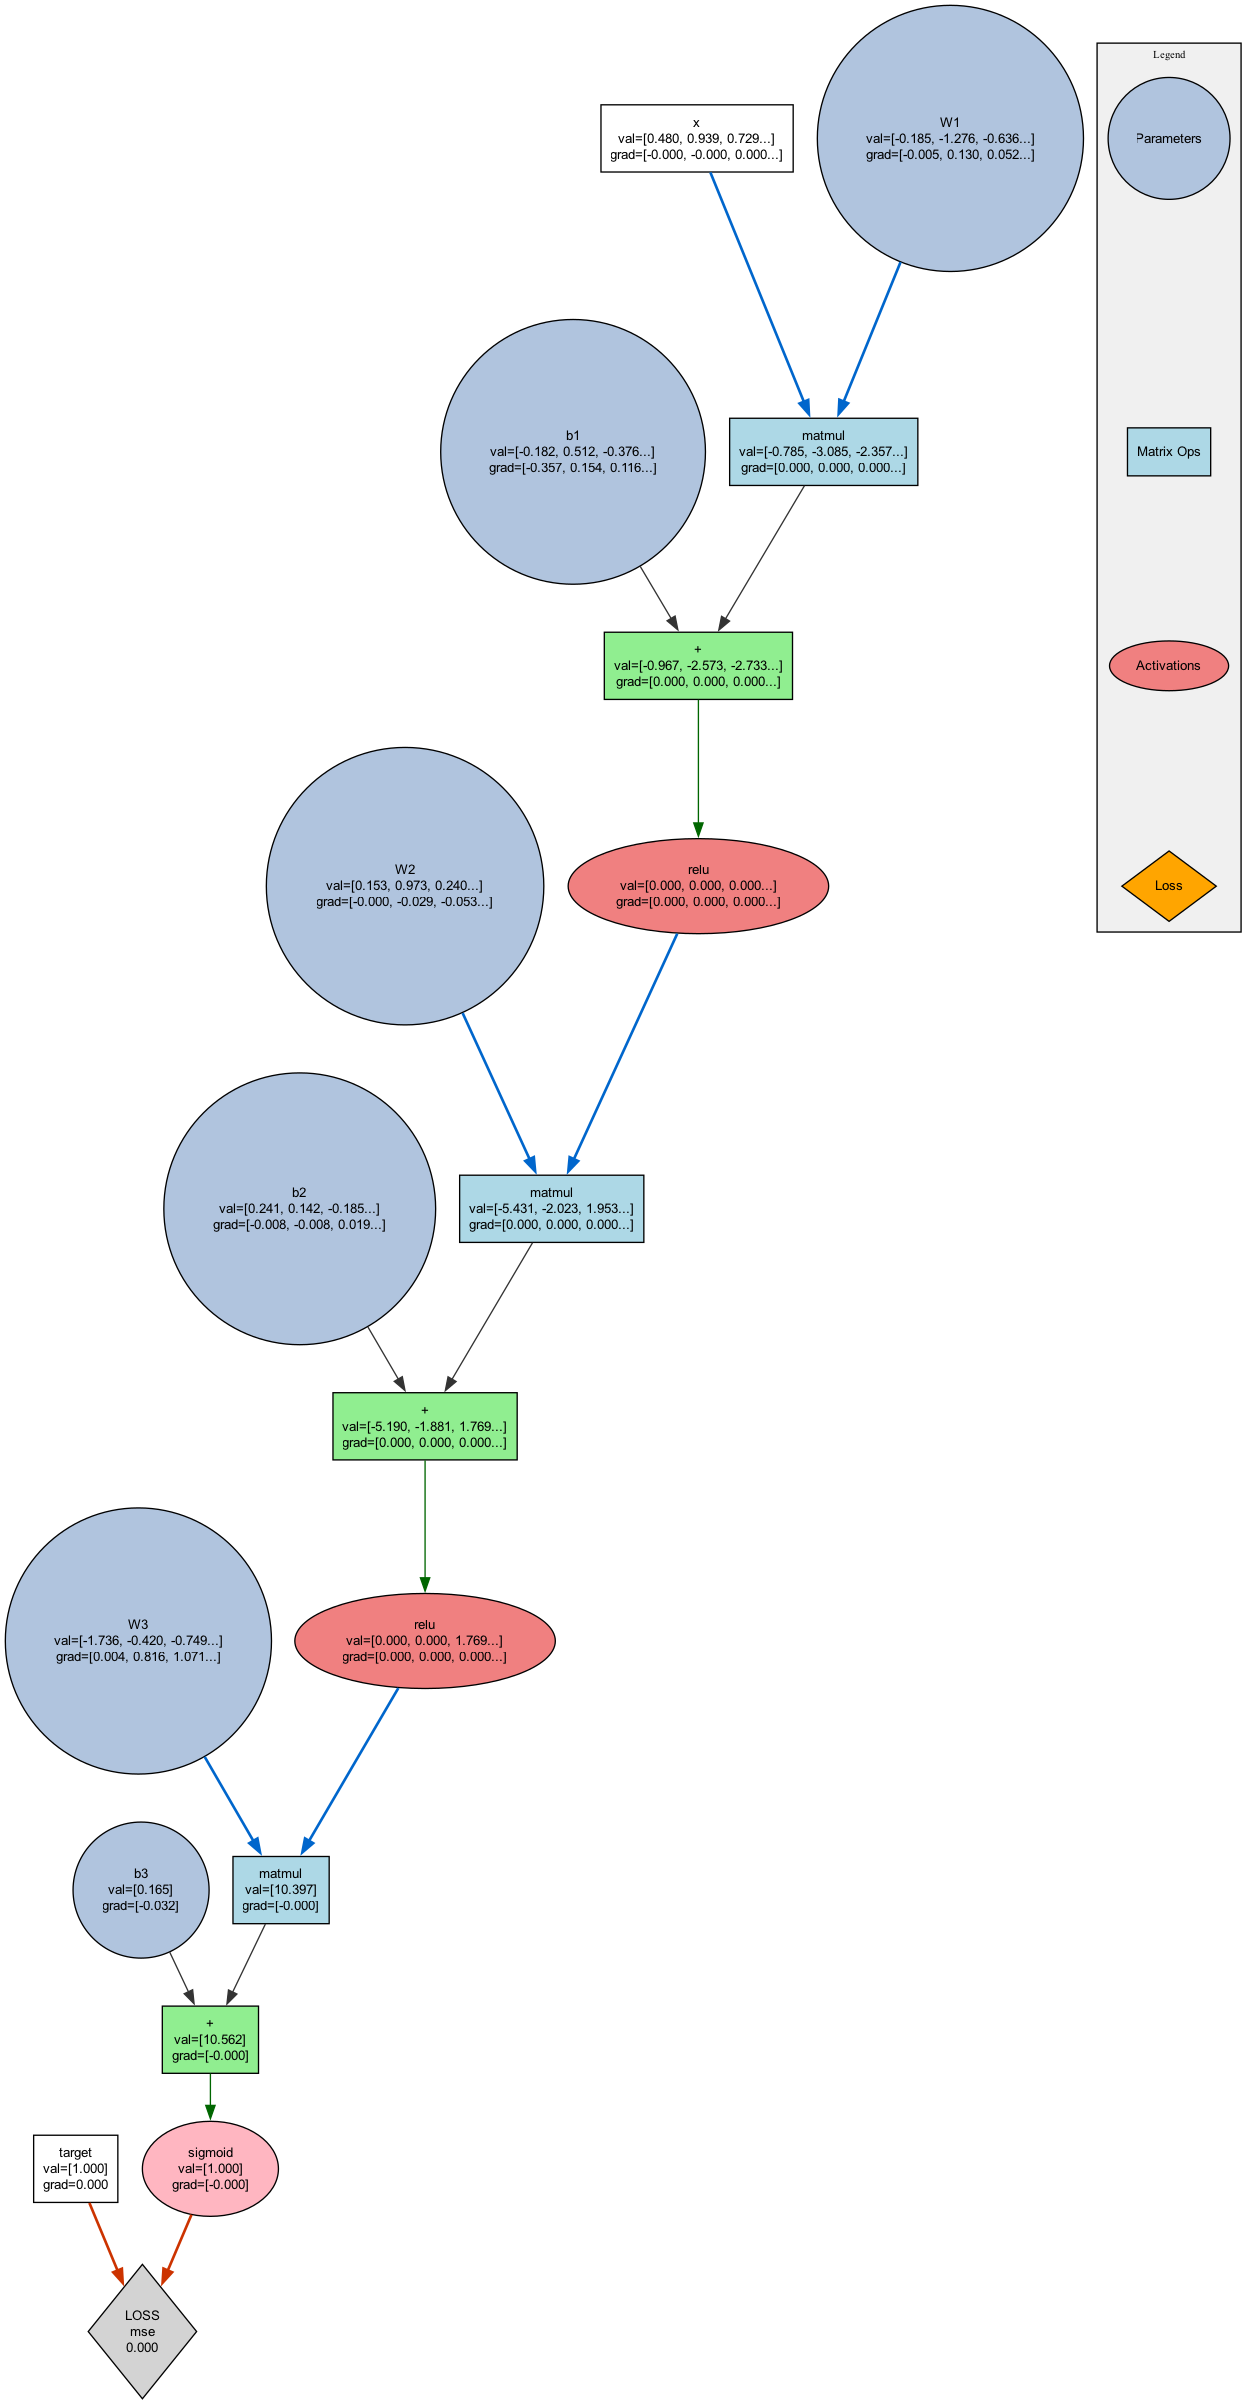 Legend
Parameters
Matrix Ops
Activations
Loss
x
val=[0.480, 0.939, 0.729...]
grad=[-0.000, -0.000, 0.000...]
W1
val=[-0.185, -1.276, -0.636...]
grad=[-0.005, 0.130, 0.052...]
b1
val=[-0.182, 0.512, -0.376...]
grad=[-0.357, 0.154, 0.116...]
matmul
val=[-0.785, -3.085, -2.357...]
grad=[0.000, 0.000, 0.000...]
+
val=[-0.967, -2.573, -2.733...]
grad=[0.000, 0.000, 0.000...]
W2
val=[0.153, 0.973, 0.240...]
grad=[-0.000, -0.029, -0.053...]
relu
val=[0.000, 0.000, 0.000...]
grad=[0.000, 0.000, 0.000...]
b2
val=[0.241, 0.142, -0.185...]
grad=[-0.008, -0.008, 0.019...]
matmul
val=[-5.431, -2.023, 1.953...]
grad=[0.000, 0.000, 0.000...]
+
val=[-5.190, -1.881, 1.769...]
grad=[0.000, 0.000, 0.000...]
W3
val=[-1.736, -0.420, -0.749...]
grad=[0.004, 0.816, 1.071...]
relu
val=[0.000, 0.000, 1.769...]
grad=[0.000, 0.000, 0.000...]
b3
val=[0.165]
grad=[-0.032]
matmul
val=[10.397]
grad=[-0.000]
+
val=[10.562]
grad=[-0.000]
target
val=[1.000]
grad=0.000
sigmoid
val=[1.000]
grad=[-0.000]
LOSS
mse
0.000